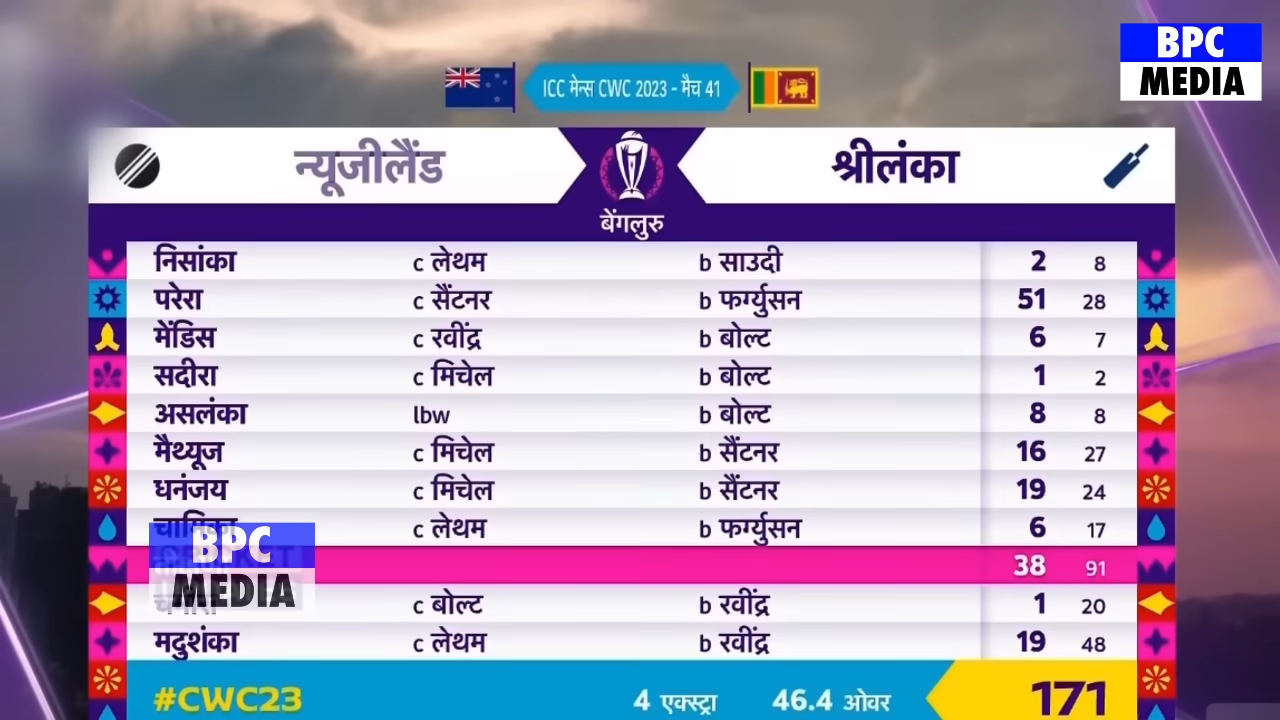 BPC
MEDIA
ICC मेन्स CWC 2023 - मैच 41
न्यूजीलैंड श्रीलंका
बेंगलुरु
निसांका c लेथम b साउदी 2 8
परेरा c सैंटनर b फर्ग्युसन 51 28
मेंडिस c रवींद्र b बोल्ट 6 7
सदीरा c मिचेल b बोल्ट 1 2
असलंका lbw b बोल्ट 8 8
मैथ्यूज c मिचेल b सैंटनर 16 27
धनंजय c मिचेल b सैंटनर 19 24
चामिका c लेथम b फर्ग्युसन 6 17
BPC
38 91
MEDIA
c बोल्ट b रवींद्र 1 20
मदुशंका c लेथम b रवींद्र 19 48
#CWC23 4 एक्स्ट्रा 46.4 ओवर 171